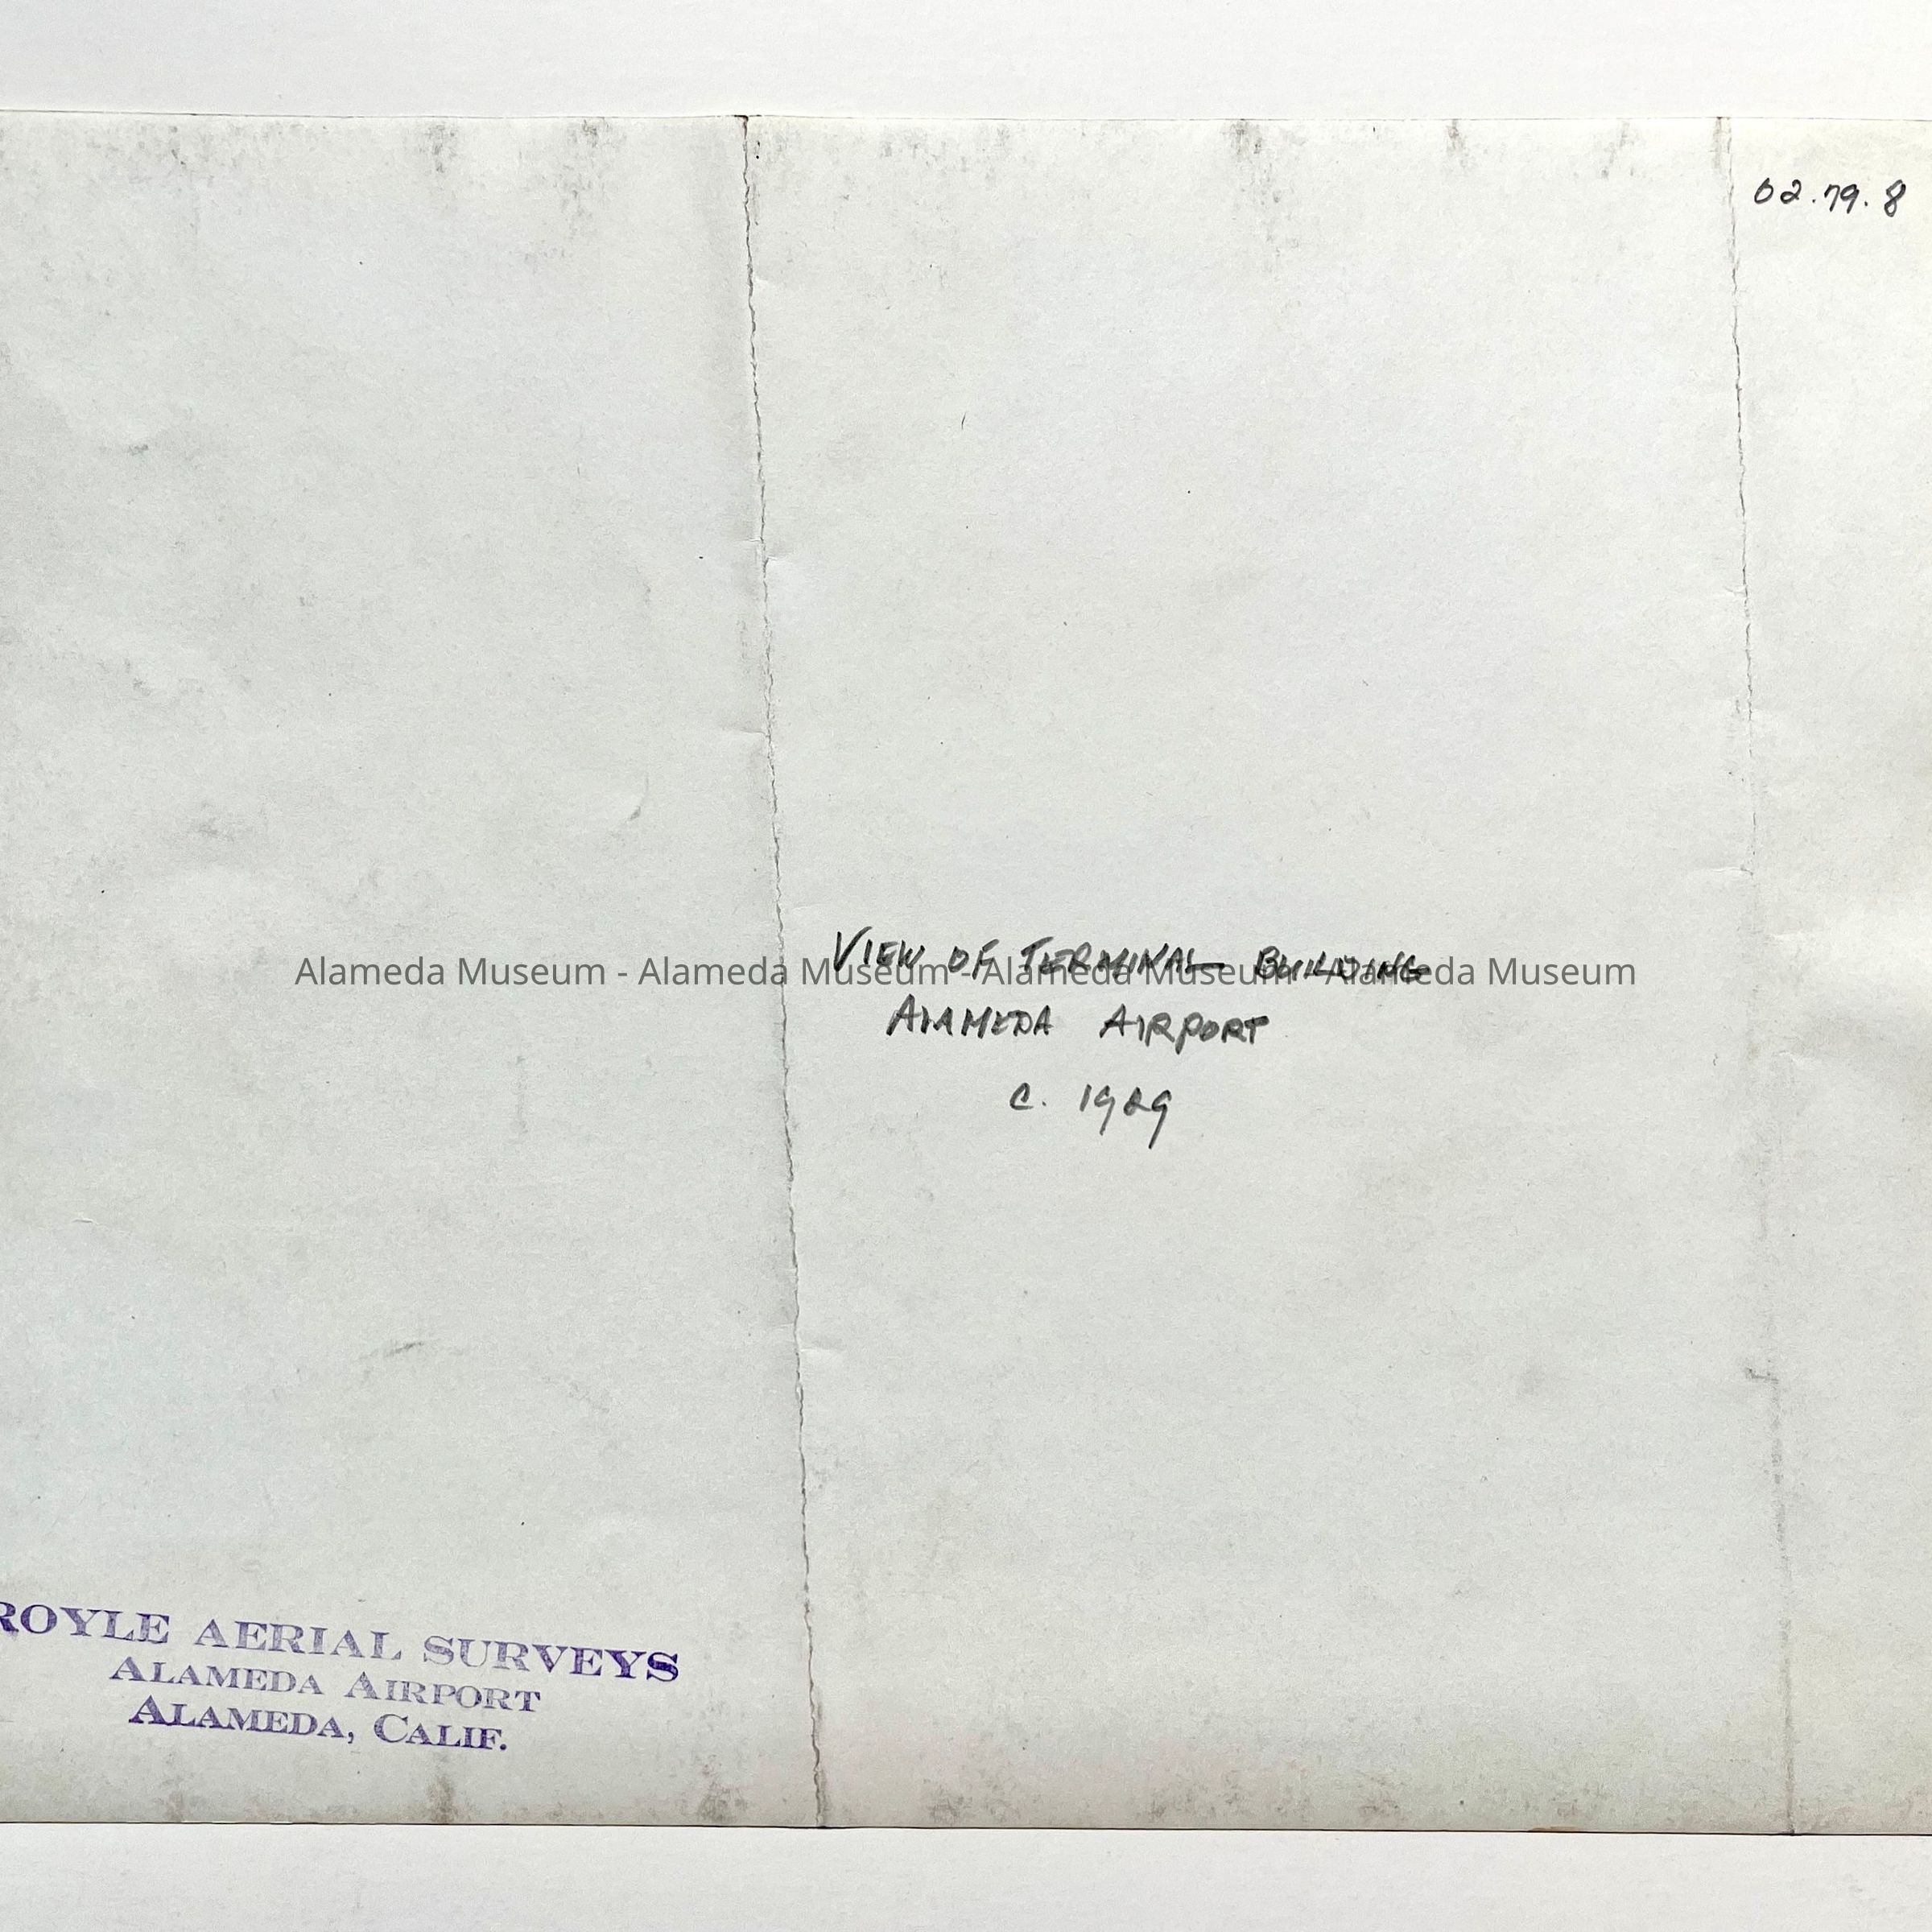 02.79.8
VIEW OF TERMINAL BUILDING
Alameda Museum - Alameda Museum - Alameda Museum - Alameda Museum
ALAMEDA AIRPORT
c. 1929
ROYLE AERIAL SURVEYS
ALAMEDA AIRPORT
ALAMEDA, CALIF.